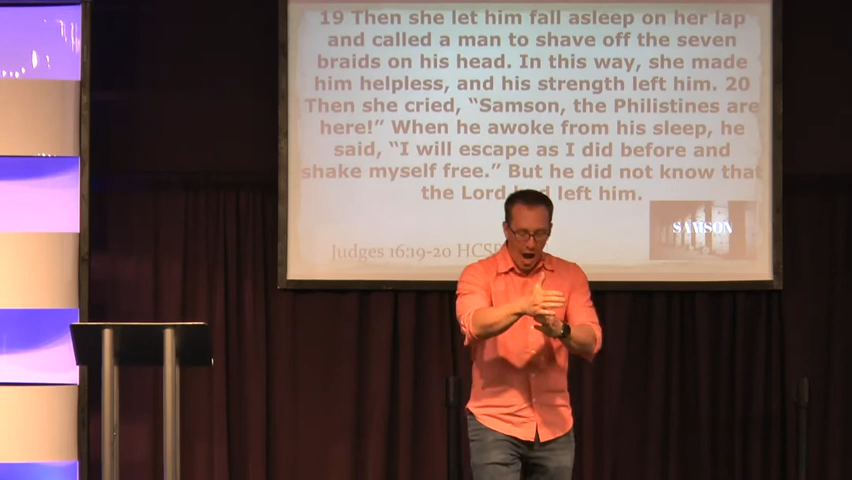 19 Then she let him fall asleep on her lap
and called a man to shave off the seven
braids on his head. In this way, she made
him helpless, and his strength left him. 20
Then she cried, “Samson, the Philistines are
here!” When he awoke from his sleep, he
said, “I will escape as I did before and
shake myself free.” But he did not know that
the Lord left him.
SAMSON
Judges 16:19-20